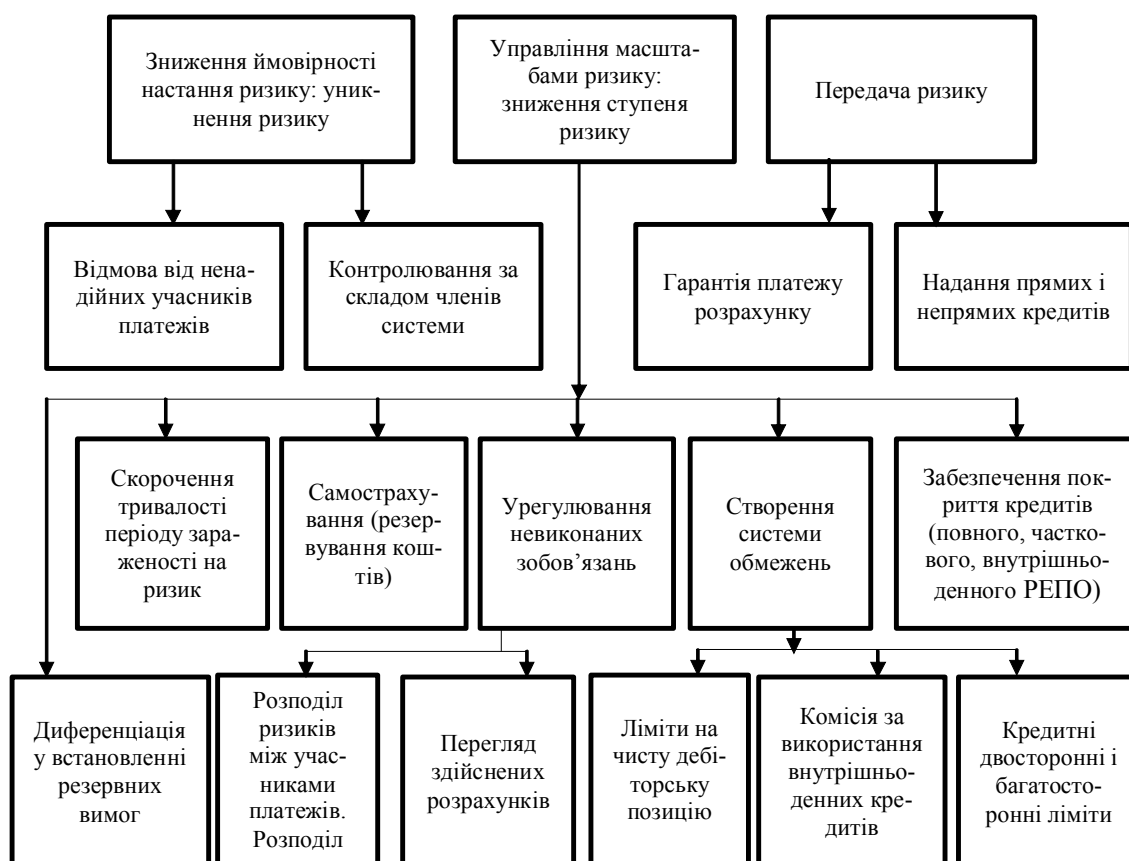 Зниження ймовірності
настання ризику: уник-
нення ризику
Управління масшта-
бами ризику:
зниження ступеня
ризику
Передача ризику
Відмова від нена-
дійних учасників
платежів
Контролювання за
складом членів
системи
Гарантія платежу
розрахунку
Надання прямих і
непрямих кредитів
Скорочення
тривалості
періоду зара-
женості на
ризик
Самостраху-
вання (резер-
вування кош-
тів)
Урегулювання
невиконаних
зобов’язань
Створення
системи
обмежень
Забезпечення пок-
риття кредитів
(повного, частко-
вого, внутрішньо-
денного РЕПО)
Диференціація
у встановленні
резервних
вимог
Розподіл
ризиків
між учас-
никами
платежів.
Розподіл
Перегляд
здійснених
розрахунків
Ліміти на
чисту дебі-
торську
позицію
Комісія за
використання
внутрішньо-
денних кре-
дитів
Кредитні
двосторонні і
багатосто-
ронні ліміти